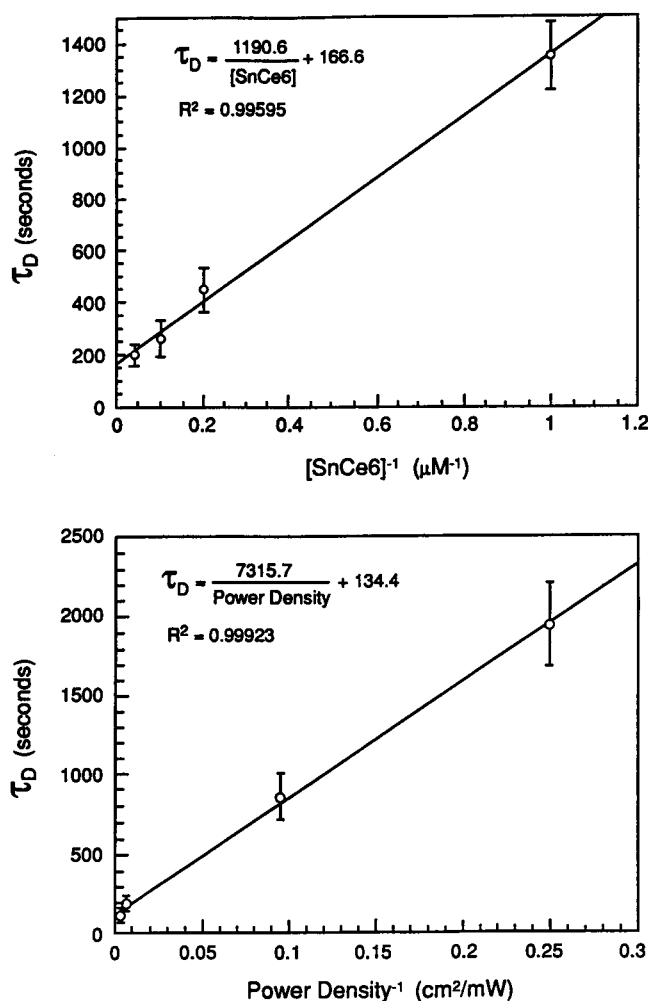 1400
1200
1000
800
600
400
200
0
τD (seconds)
τD = 1190.6 / [SnCe6] + 166.6
R² = 0.99595
0 0.2 0.4 0.6 0.8 1 1.2
[SnCe6]⁻¹ (μM⁻¹)
2500
2000
1500
1000
500
0
τD (seconds)
τD = 7315.7 / Power Density + 134.4
R² = 0.99923
0 0.05 0.1 0.15 0.2 0.25 0.3
Power Density⁻¹ (cm²/mW)